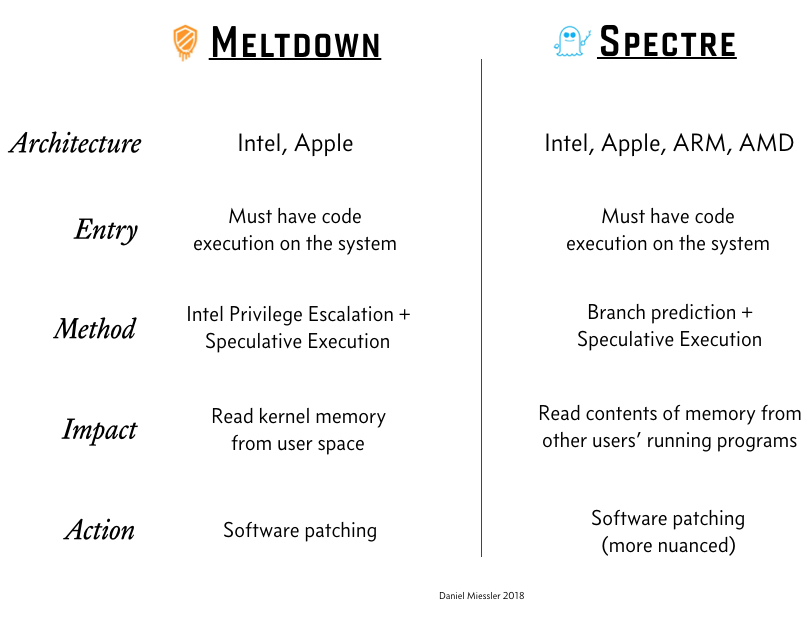 MELTDOWN
SPECTRE
Architecture
Intel, Apple
Intel, Apple, ARM, AMD
Entry
Must have code
execution on the system
Must have code
execution on the system
Method
Intel Privilege Escalation +
Speculative Execution
Branch prediction +
Speculative Execution
Impact
Read kernel memory
from user space
Read contents of memory from
other users’ running programs
Action
Software patching
Software patching
(more nuanced)
Daniel Miessler 2018